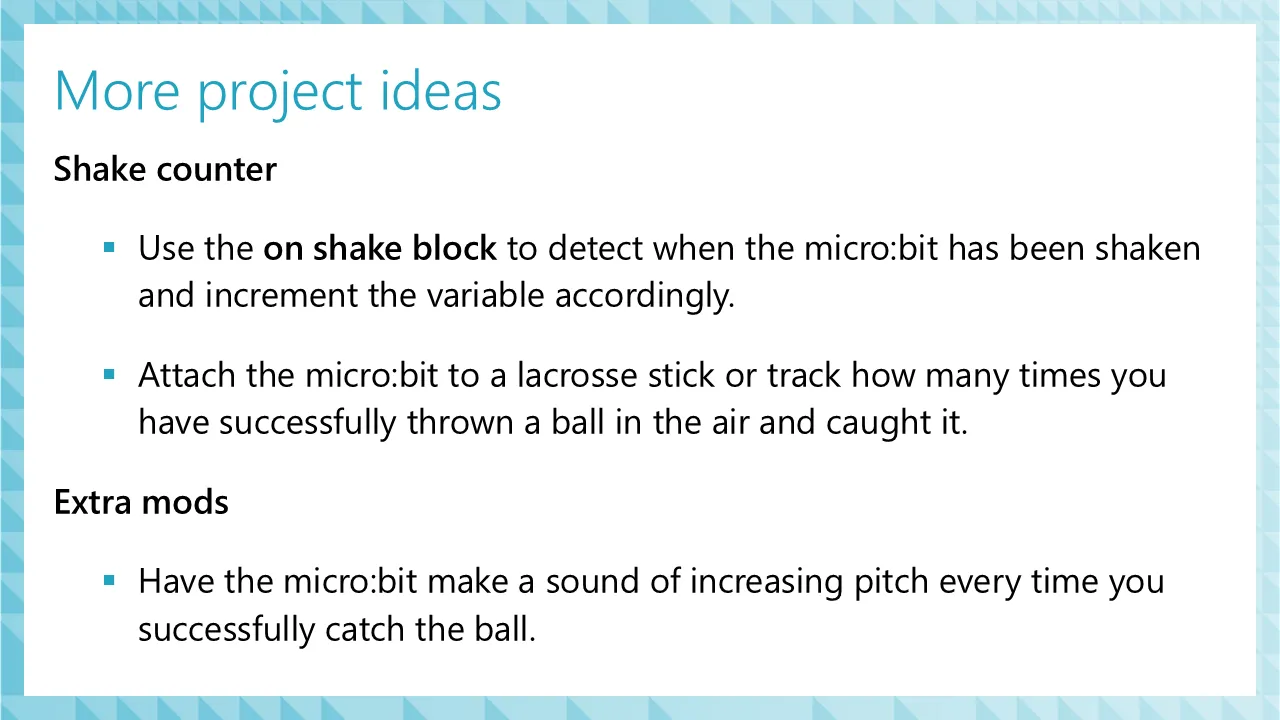 More project ideas
Shake counter
▪ Use the on shake block to detect when the micro:bit has been shaken
and increment the variable accordingly.
▪ Attach the micro:bit to a lacrosse stick or track how many times you
have successfully thrown a ball in the air and caught it.
Extra mods
▪ Have the micro:bit make a sound of increasing pitch every time you
successfully catch the ball.